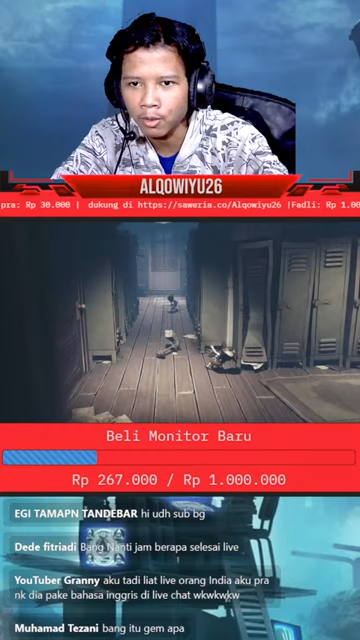 ALQOWIYU26
pra: Rp 30.000 | dukung di https://saweria.co/Alqowiyu26 |Fadli: Rp 1.00
Beli Monitor Baru
Rp 267.000 / Rp 1.000.000
EGI TAMAPN TANDEBAR hi udh sub bg
Dede fitriadi Bang Nanti jam berapa selesai live
YouTuber Granny aku tadi liat live orang India aku pra
nk dia pake bahasa inggris di live chat wkwkwkw
Muhamad Tezani bang itu gem apa